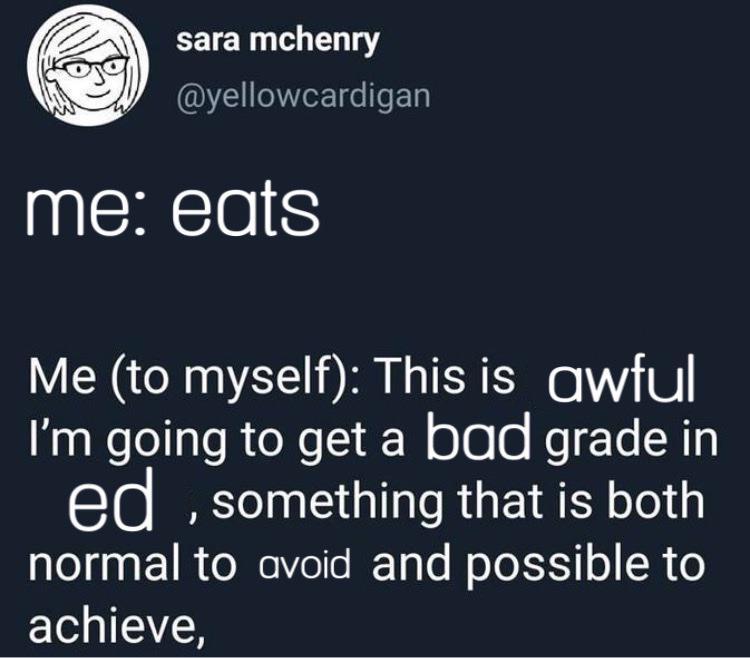 sara mchenry
@yellowcardigan
me: eats
Me (to myself): This is awful
I'm going to get a bad grade in
ed , something that is both
normal to avoid and possible to
achieve,